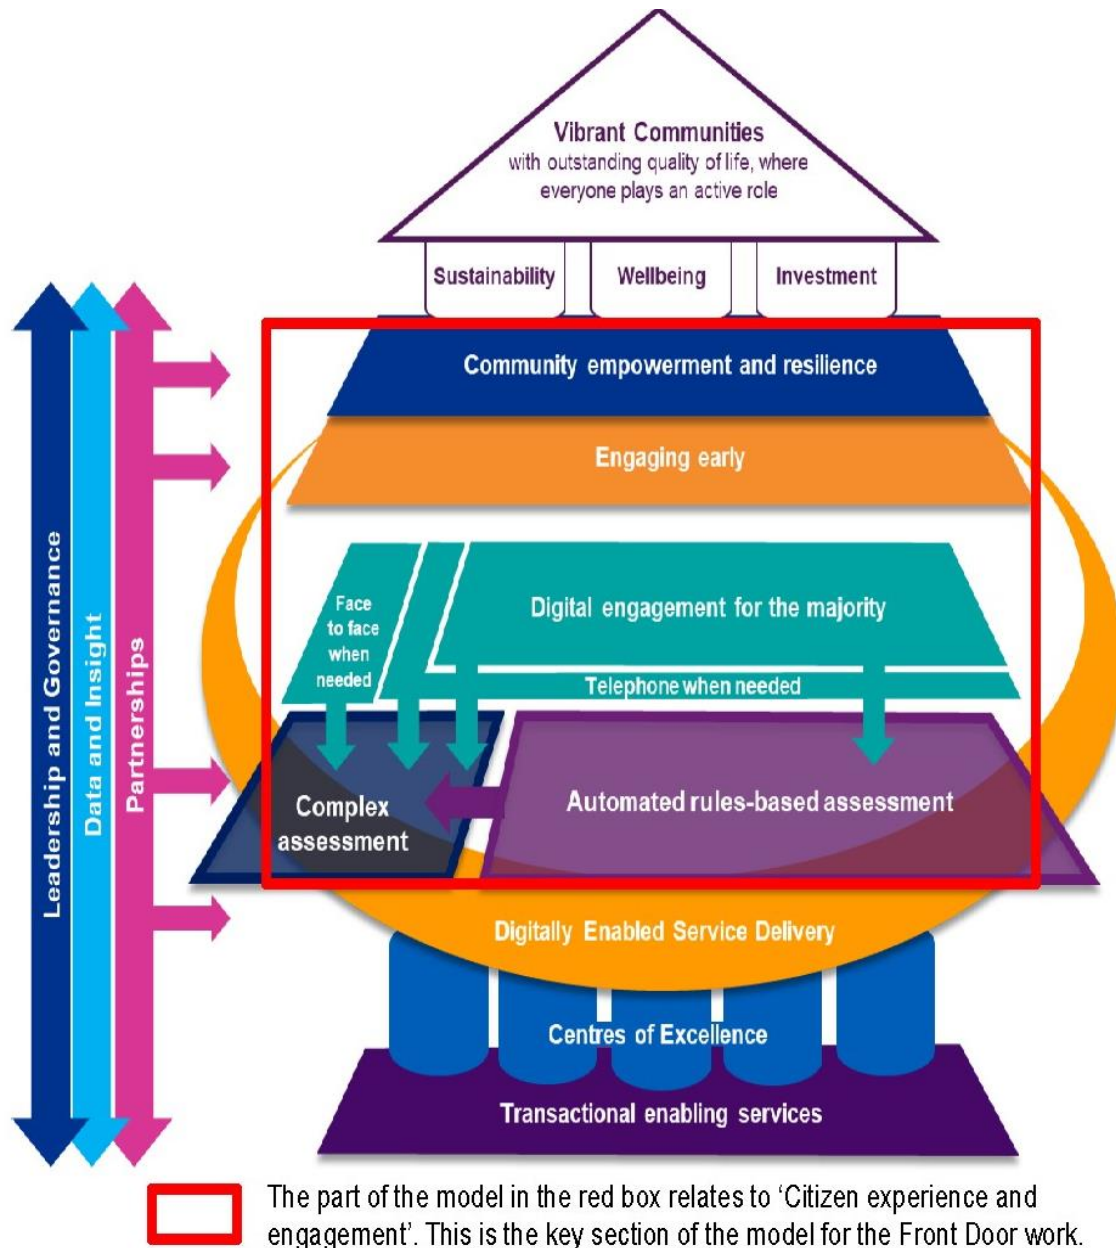 Vibrant Communities
with outstanding quality of life, where
everyone plays an active role
Sustainability
Wellbeing
Investment
Community empowerment and resilience
Engaging early
Face
to face
when
needed
Digital engagement for the majority
Telephone when needed
Complex
assessment
Automated rules-based assessment
Digitally Enabled Service Delivery
Centres of Excellence
Transactional enabling services
Leadership and Governance
Data and Insight
Partnerships
The part of the model in the red box relates to ‘Citizen experience and
engagement’. This is the key section of the model for the Front Door work.